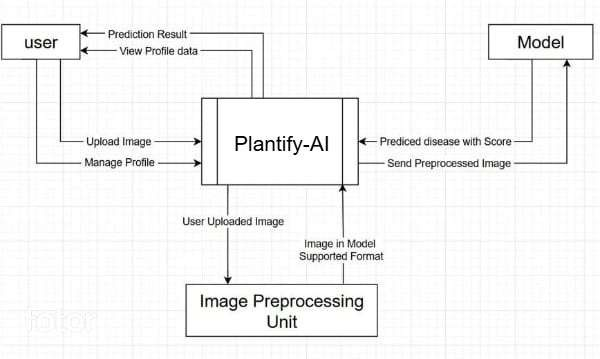 user
Prediction Result
View Profile data
Model
Upload Image
Manage Profile
Plantify-AI
Prediced disease with Score
Send Preprocessed Image
User Uploaded Image
Image in Model
Supported Format
Image Preprocessing
Unit
fotor